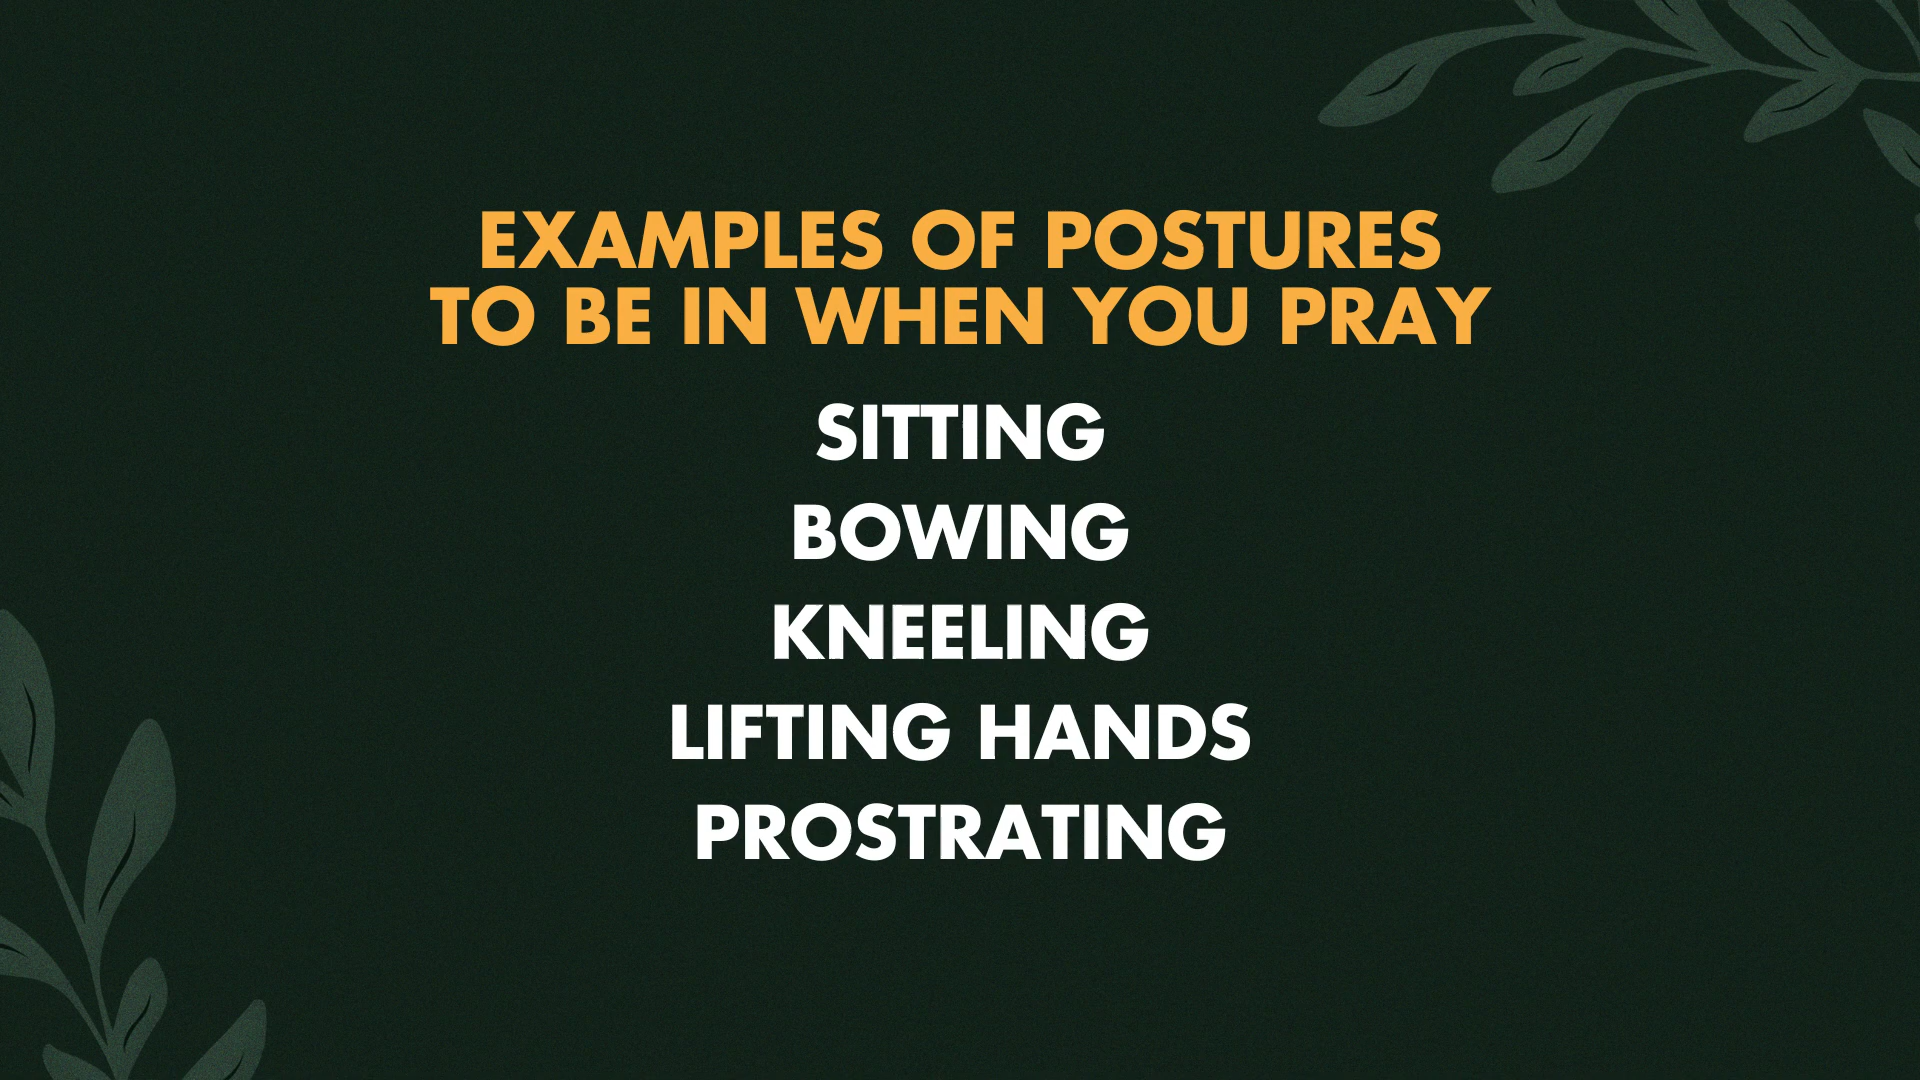 EXAMPLES OF POSTURES
TO BE IN WHEN YOU PRAY
SITTING
BOWING
KNEELING
LIFTING HANDS
PROSTRATING